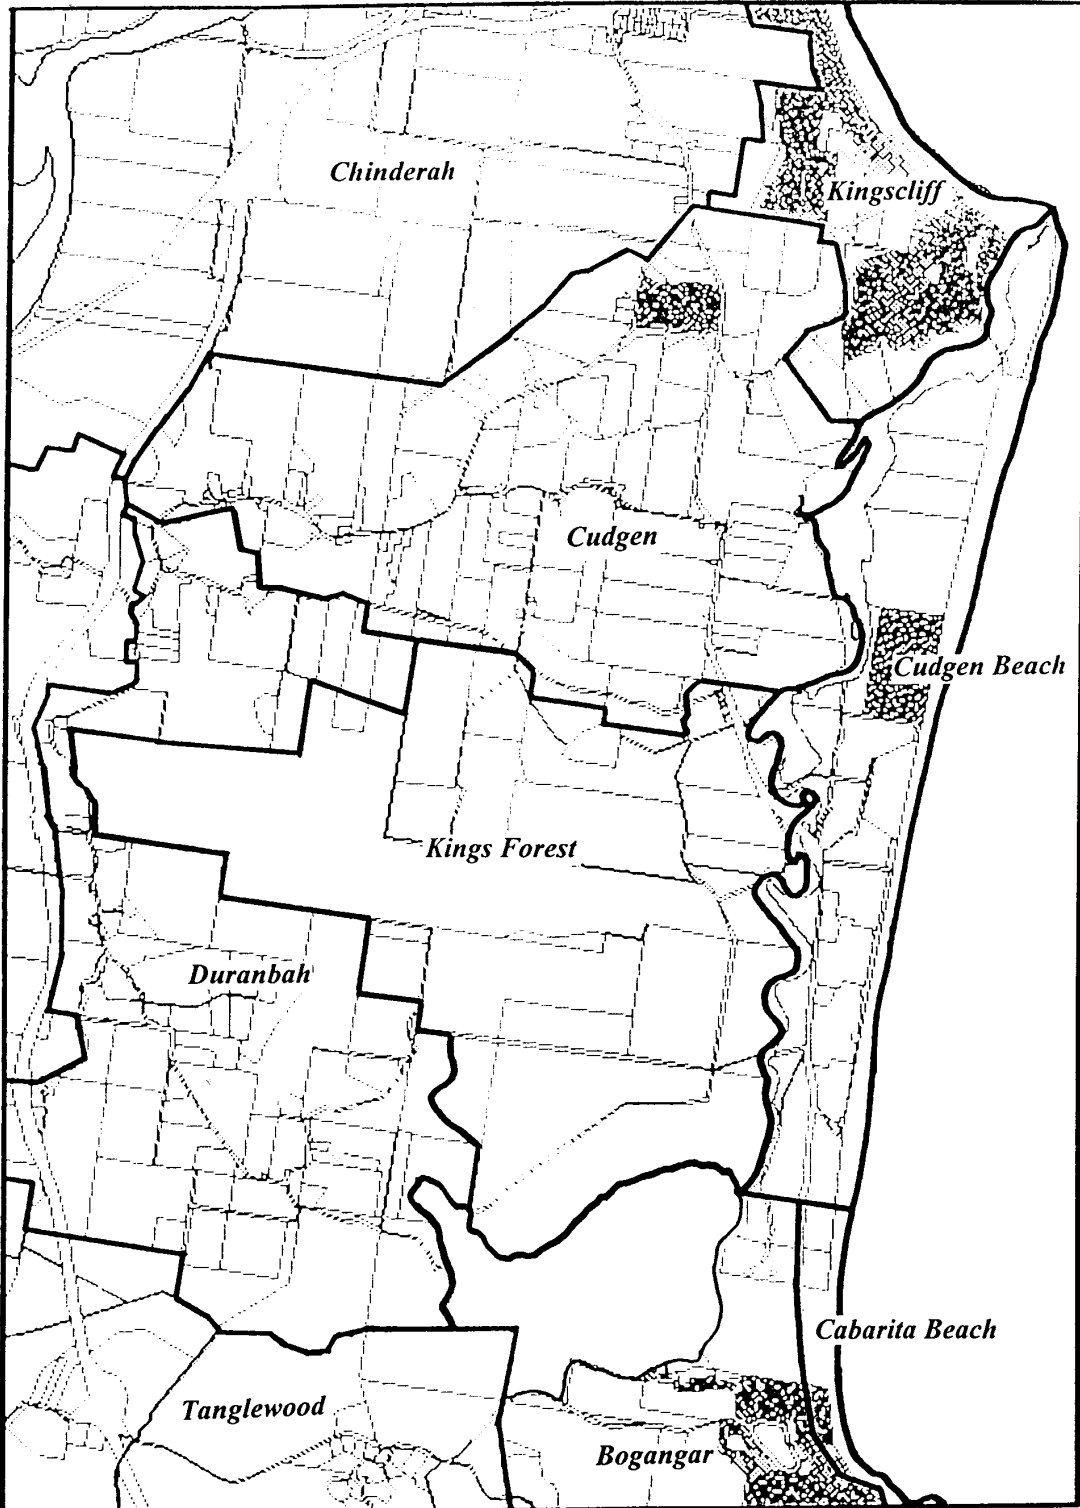 Chinderah
Kingscliff
Cudgen
Cudgen Beach
Kings Forest
Duranbah
Cabarita Beach
Tanglewood
Bogangar